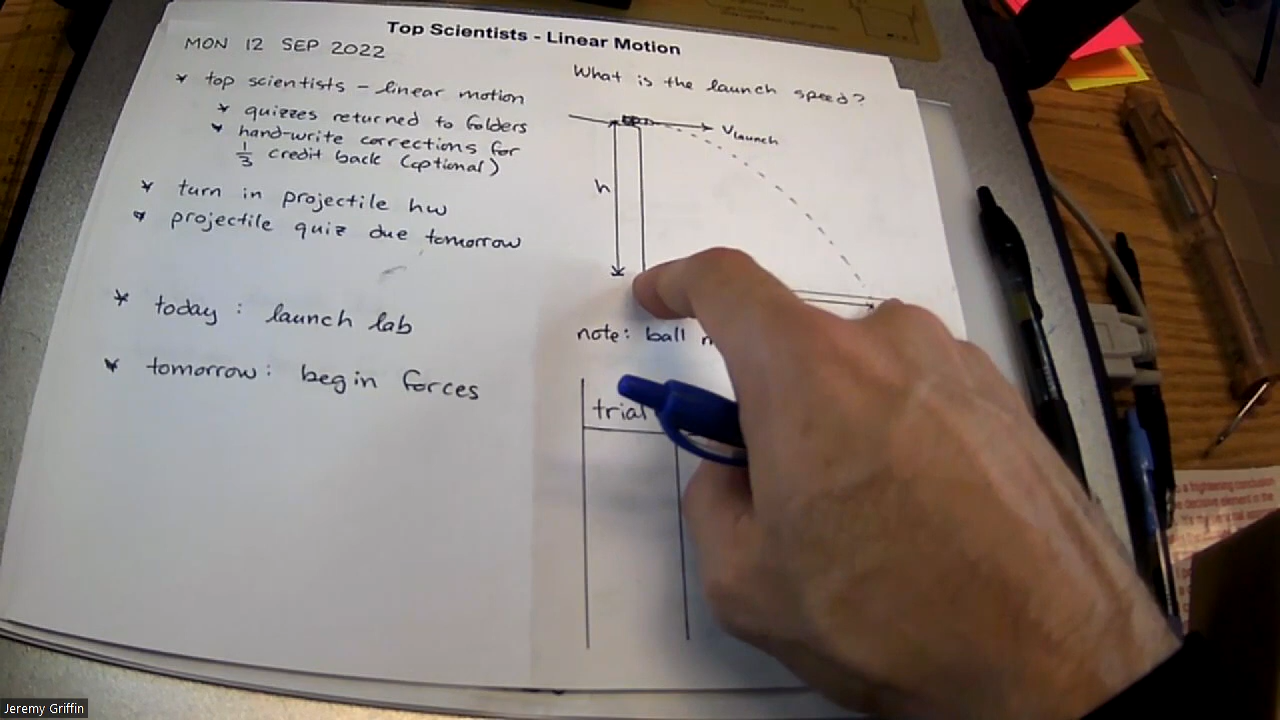 Top Scientists - Linear Motion
MON 12 SEP 2022
* top scientists - linear motion
* quizzes returned to folders
* hand-write corrections for
1/3 credit back (optional)
* turn in projectile hw
* projectile quiz due tomorrow
* today : launch lab
* tomorrow: begin forces
What is the launch speed?
Vlaunch
h
note: ball
trial
Jeremy Griffin